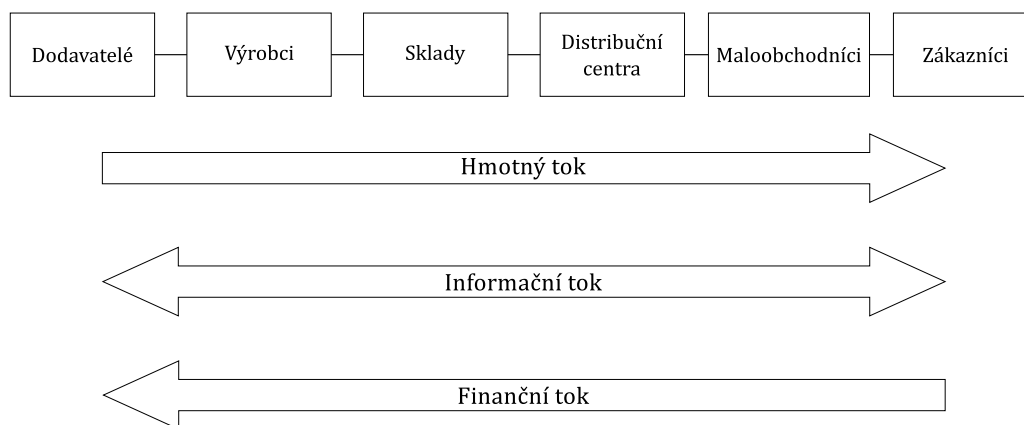 Dodavatelé
Výrobci
Sklady
Distribuční
centra
Maloobchodníci
Zákazníci
Hmotný tok
Informační tok
Finanční tok